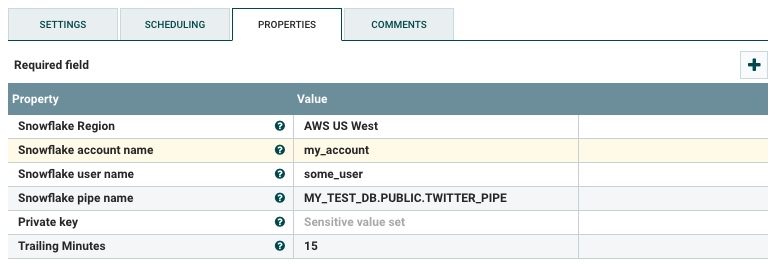 SETTINGS SCHEDULING PROPERTIES COMMENTS
Required field
Property Value
Snowflake Region AWS US West
Snowflake account name my_account
Snowflake user name some_user
Snowflake pipe name MY_TEST_DB.PUBLIC.TWITTER_PIPE
Private key Sensitive value set
Trailing Minutes 15